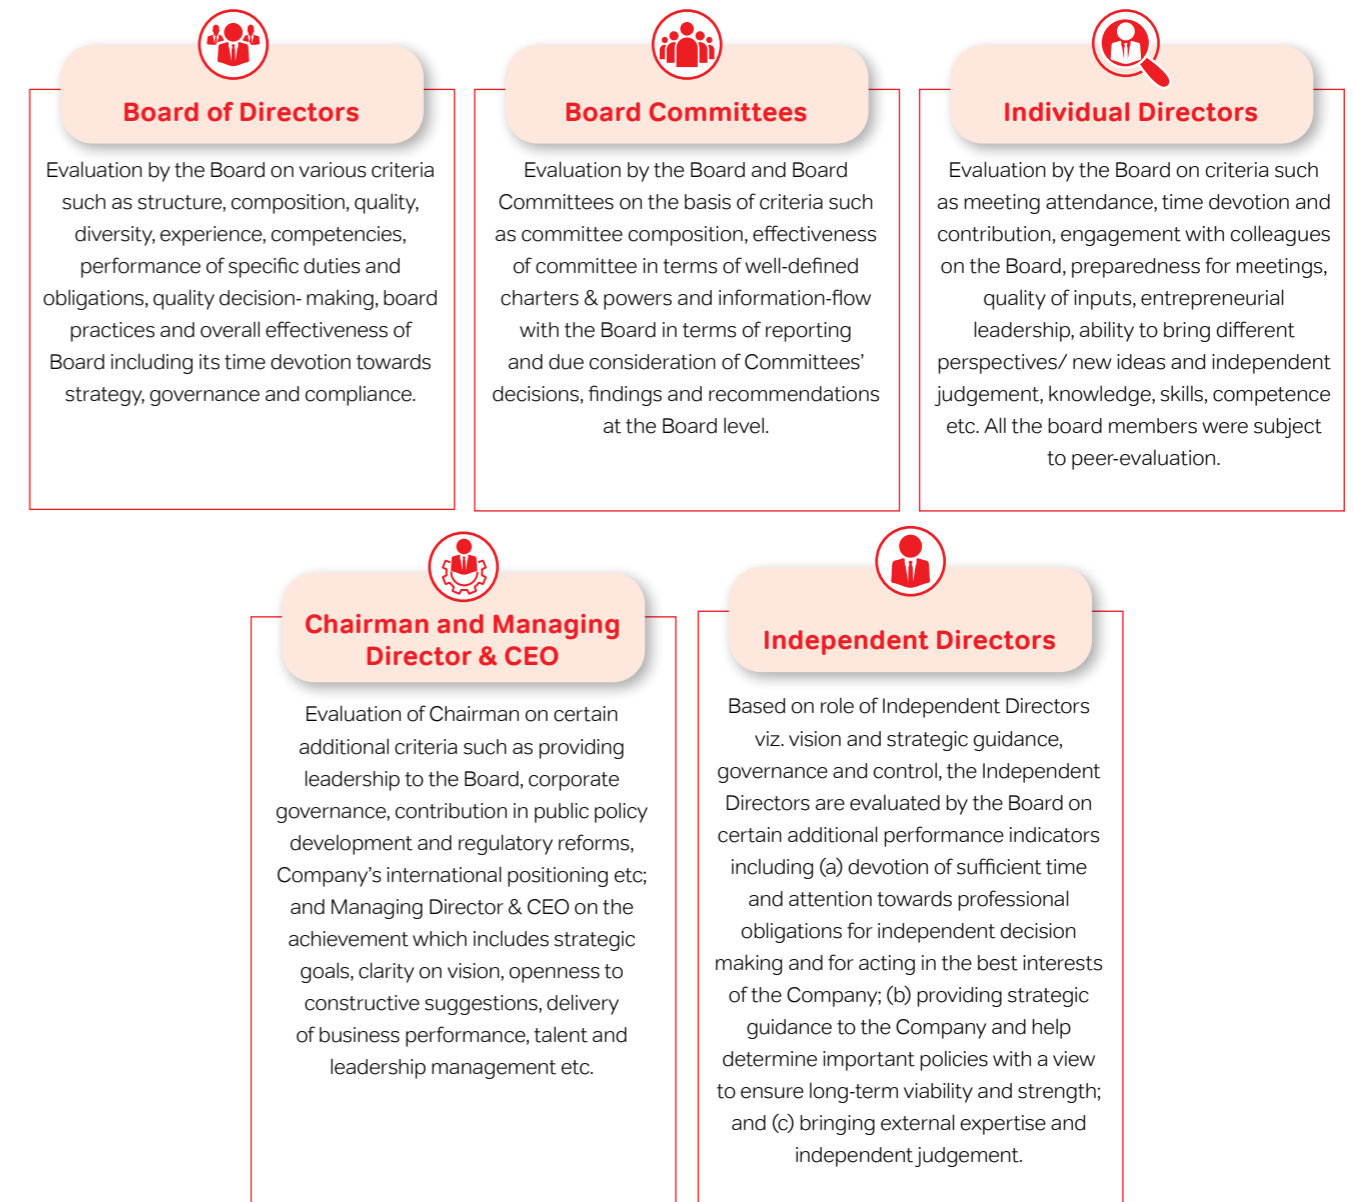 Board of Directors
Evaluation by the Board on various criteria
such as structure, composition, quality,
diversity, experience, competencies,
performance of specific duties and
obligations, quality decision- making, board
practices and overall effectiveness of
Board including its time devotion towards
strategy, governance and compliance.
Board Committees
Evaluation by the Board and Board
Committees on the basis of criteria such
as committee composition, effectiveness
of committee in terms of well-defined
charters & powers and information-flow
with the Board in terms of reporting
and due consideration of Committees’
decisions, findings and recommendations
at the Board level.
Individual Directors
Evaluation by the Board on criteria such
as meeting attendance, time devotion and
contribution, engagement with colleagues
on the Board, preparedness for meetings,
quality of inputs, entrepreneurial
leadership, ability to bring different
perspectives/ new ideas and independent
judgement, knowledge, skills, competence
etc. All the board members were subject
to peer-evaluation.
Chairman and Managing
Director & CEO
Evaluation of Chairman on certain
additional criteria such as providing
leadership to the Board, corporate
governance, contribution in public policy
development and regulatory reforms,
Company’s international positioning etc;
and Managing Director & CEO on the
achievement which includes strategic
goals, clarity on vision, openness to
constructive suggestions, delivery
of business performance, talent and
leadership management etc.
Independent Directors
Based on role of Independent Directors
viz. vision and strategic guidance,
governance and control, the Independent
Directors are evaluated by the Board on
certain additional performance indicators
including (a) devotion of sufficient time
and attention towards professional
obligations for independent decision
making and for acting in the best interests
of the Company; (b) providing strategic
guidance to the Company and help
determine important policies with a view
to ensure long-term viability and strength;
and (c) bringing external expertise and
independent judgement.